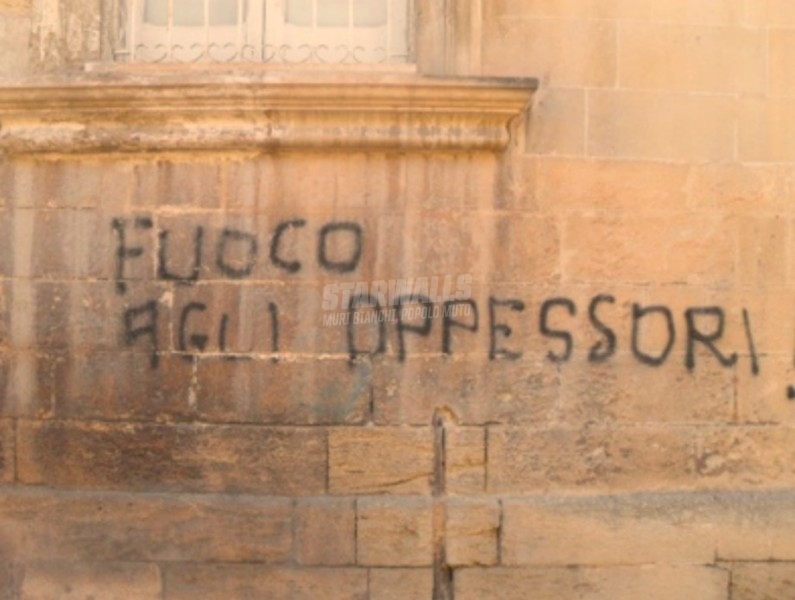 FUOCO
AGLI OPPESSORI!
STARWALLS
MURI BIANCHI, POPOLO MUTO